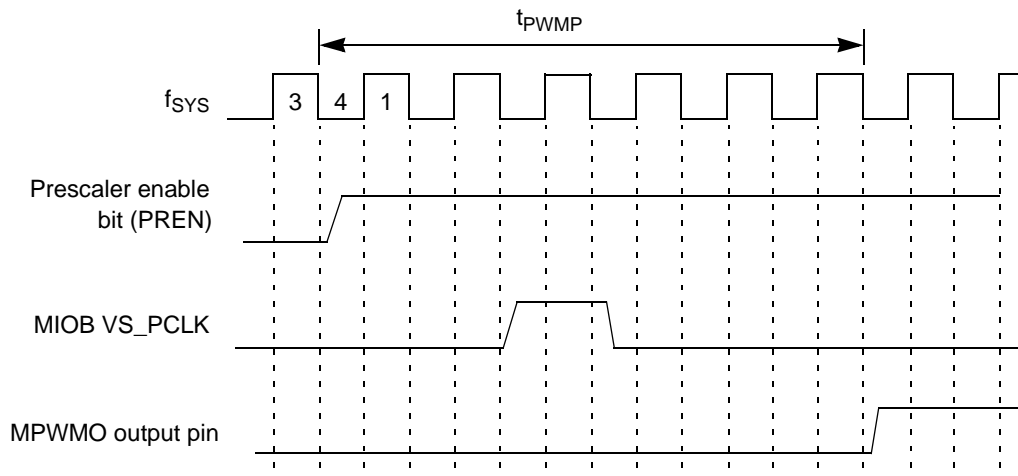 tPWMP
fSYS
3 4 1
Prescaler enable
bit (PREN)
MIOB VS_PCLK
MPWMO output pin